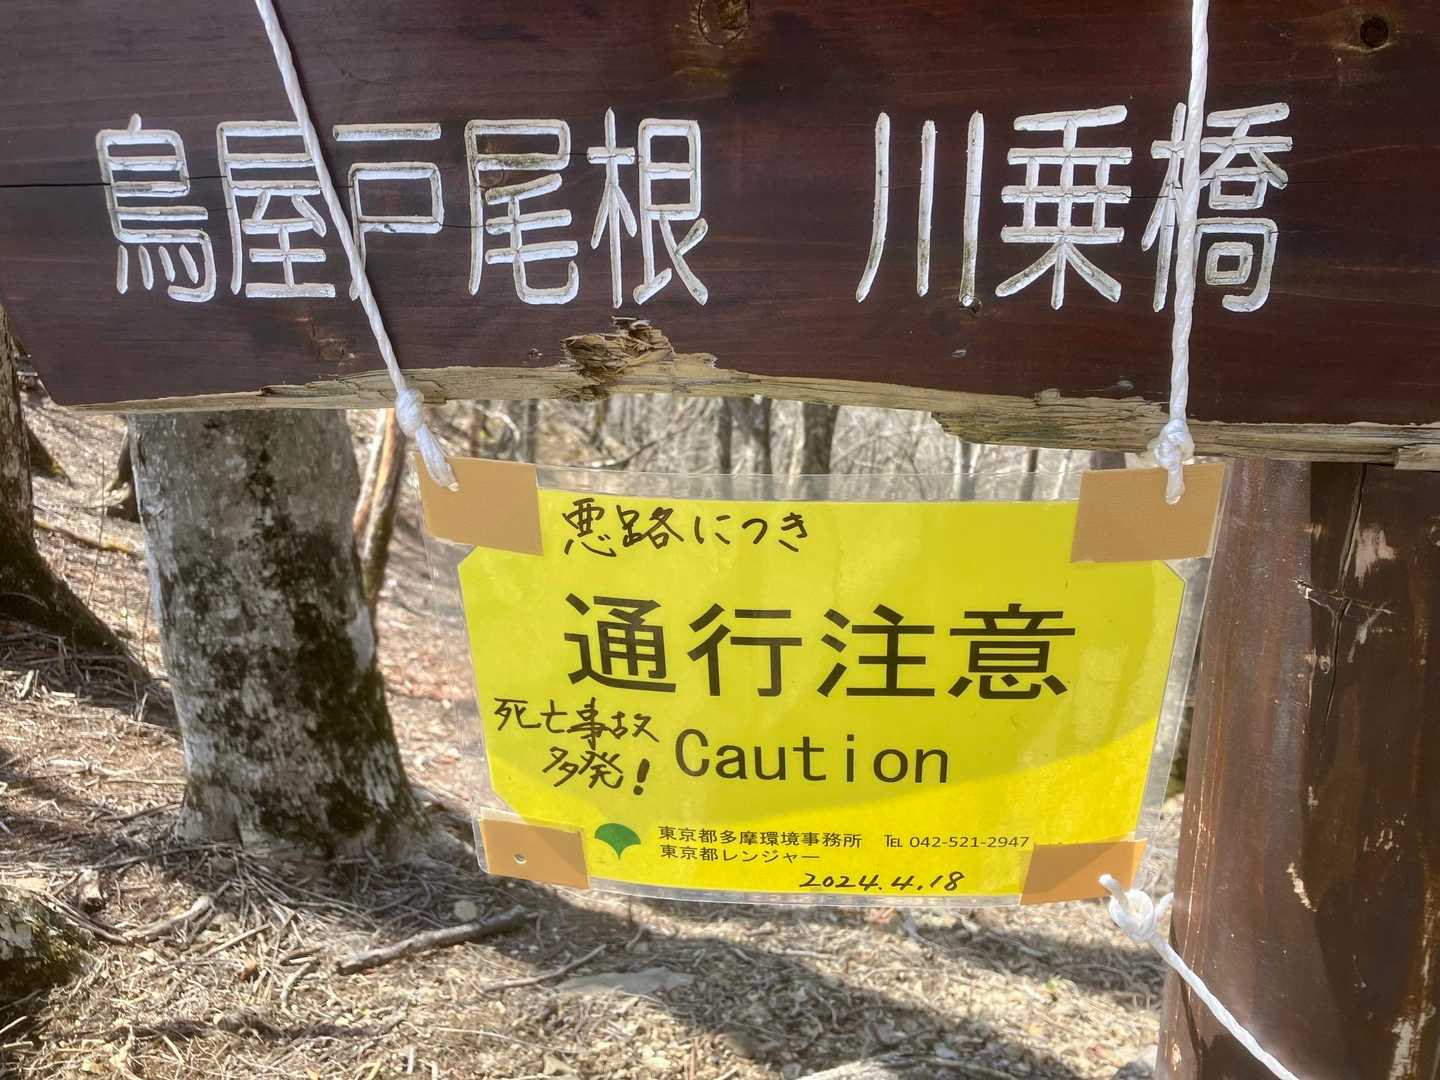 鳥屋戸尾根 川乗橋
悪路につき
通行注意
死亡事故
多発!
Caution
東京都多摩環境事務所 ℡ 042-521-2947
東京都レンジャー
2024.4.18